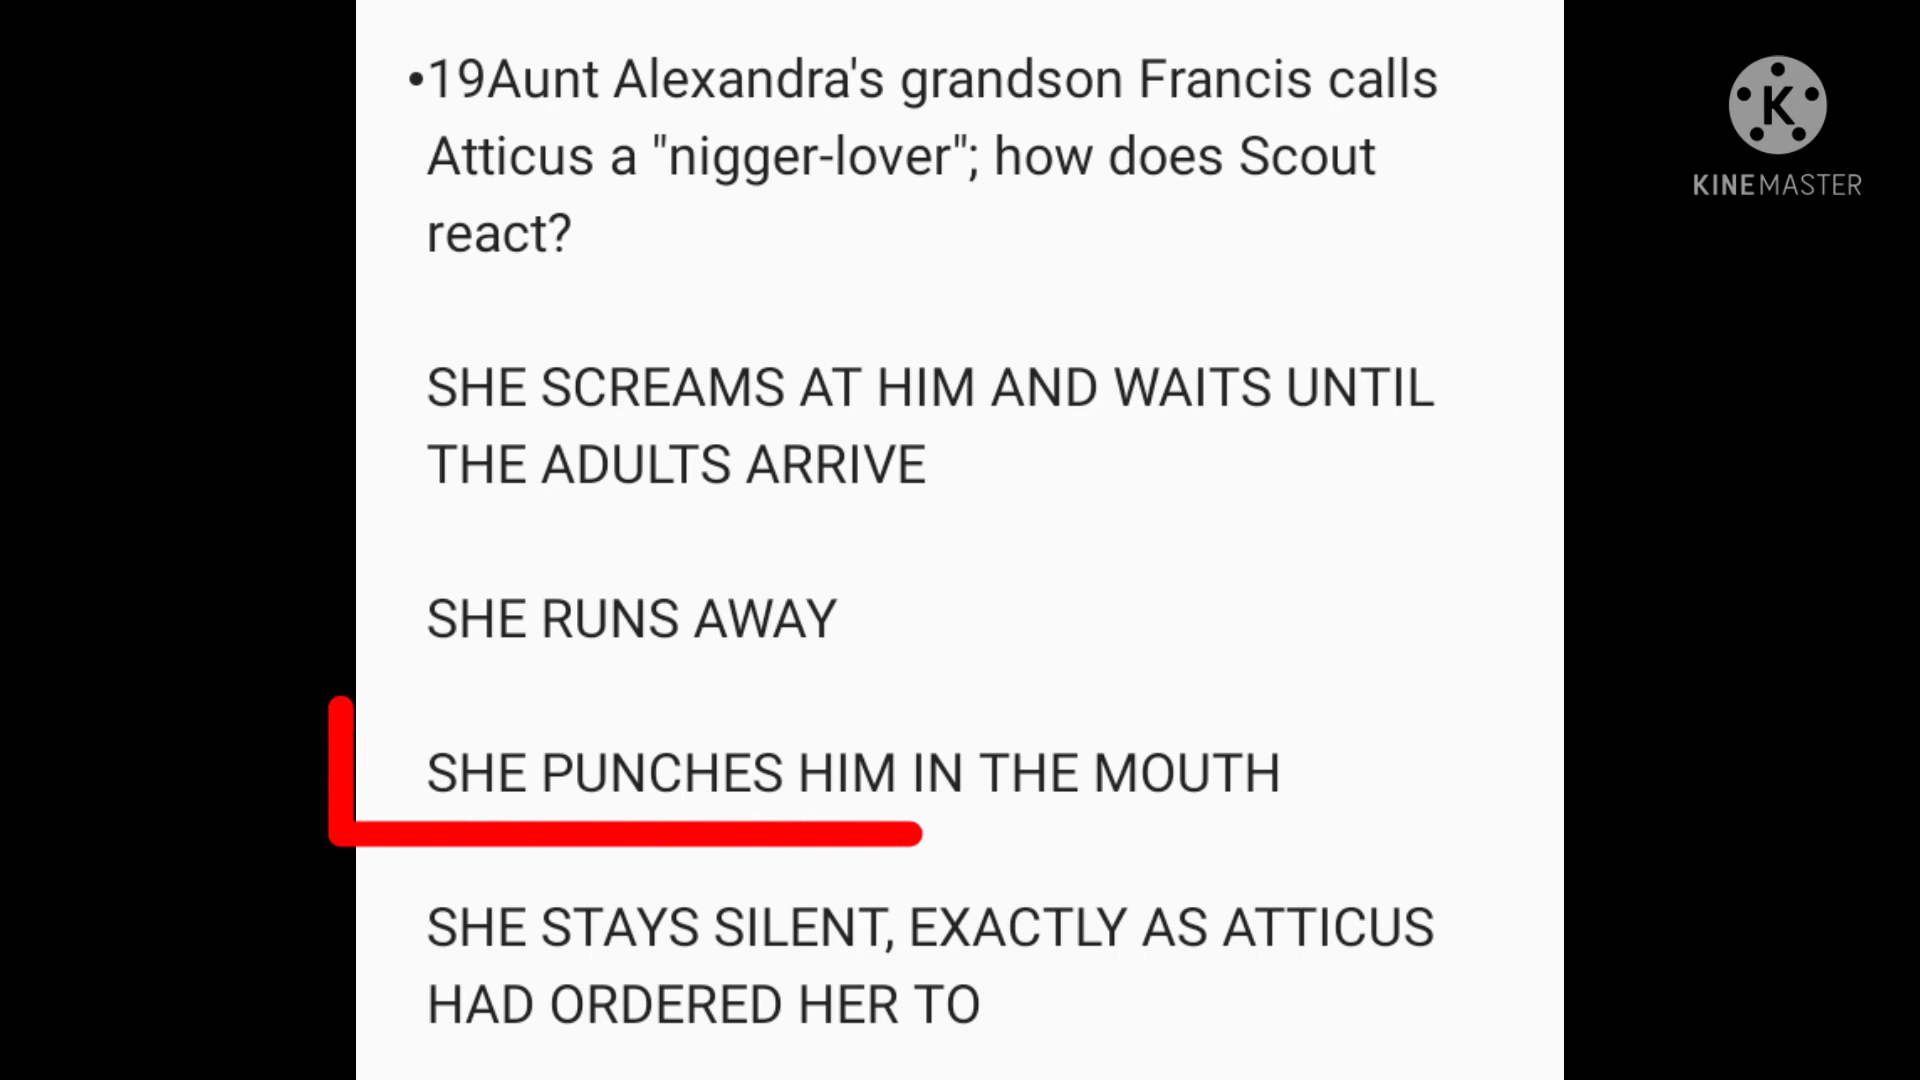 •19Aunt Alexandra's grandson Francis calls
Atticus a "nigger-lover"; how does Scout
react?
SHE SCREAMS AT HIM AND WAITS UNTIL
THE ADULTS ARRIVE
SHE RUNS AWAY
SHE PUNCHES HIM IN THE MOUTH
SHE STAYS SILENT, EXACTLY AS ATTICUS
HAD ORDERED HER TO
K
KINEMASTER